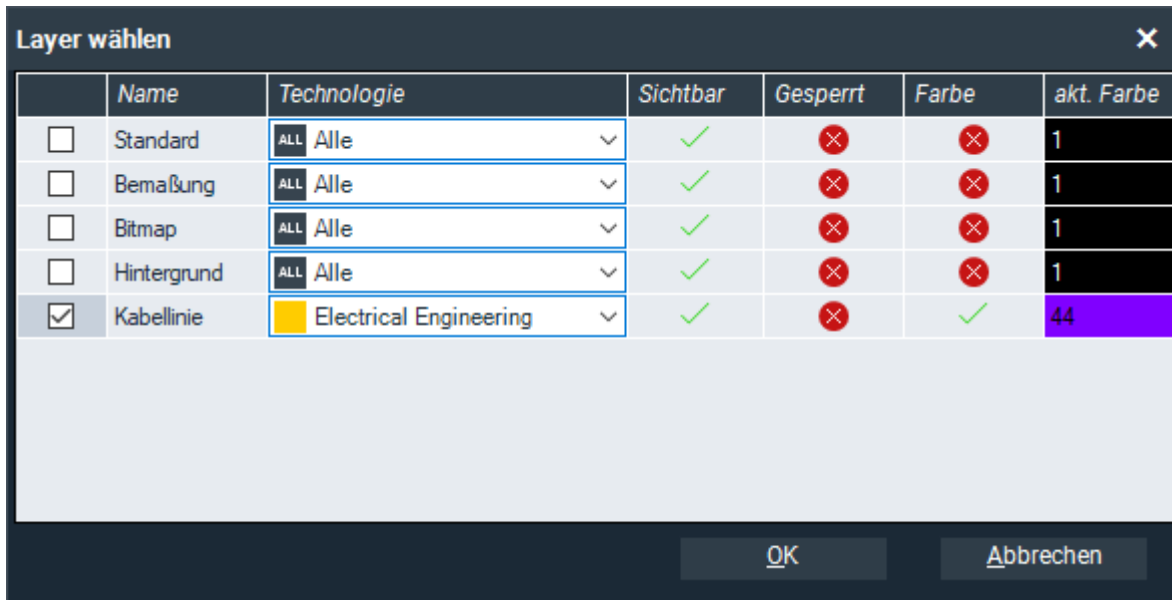 Layer wählen
Name Technologie Sichtbar Gesperrt Farbe akt. Farbe
Standard ALL Alle 1
Bemaßung ALL Alle 1
Bitmap ALL Alle 1
Hintergrund ALL Alle 1
Kabellinie Electrical Engineering 44
OK Abbrechen